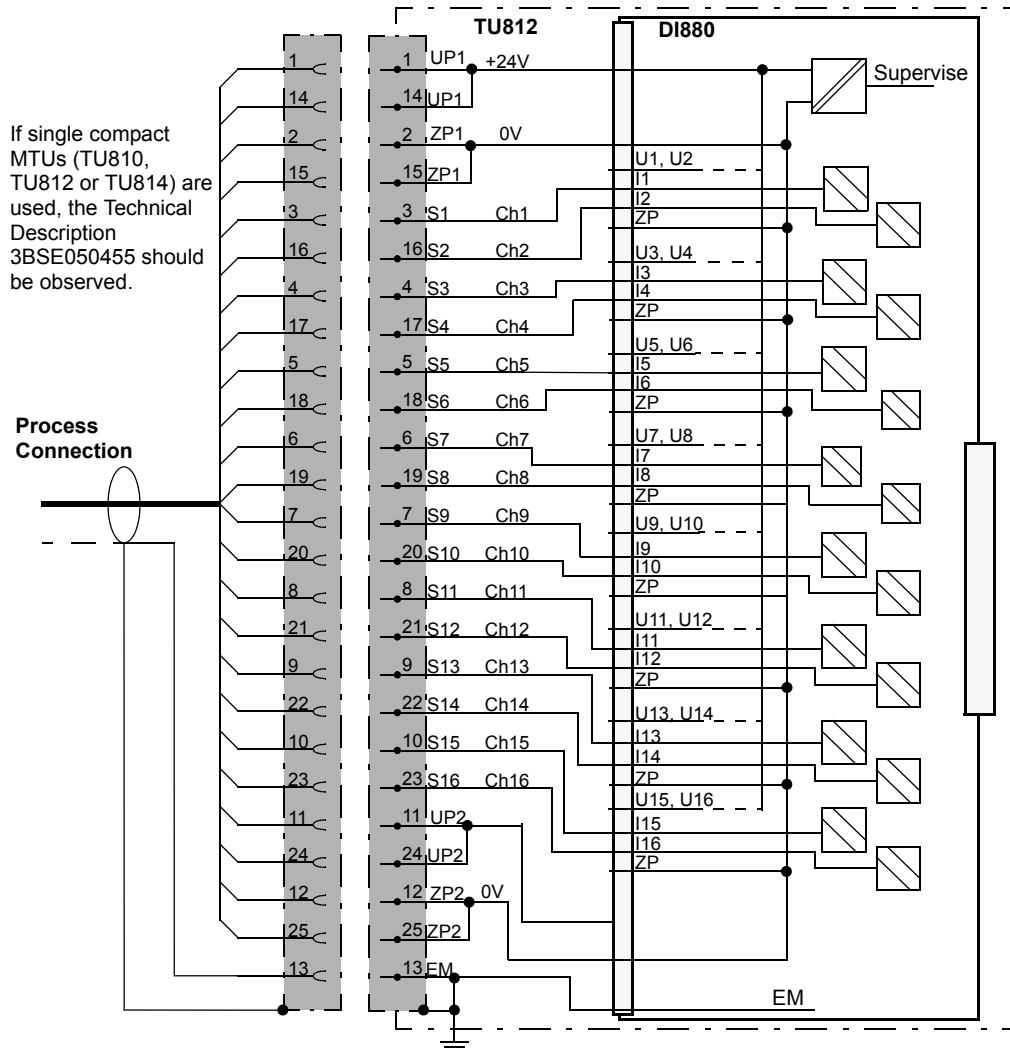 TU812
DI880
If single compact
MTUs (TU810,
TU812 or TU814) are
used, the Technical
Description
3BSE050455 should
be observed.
Process
Connection
1
14
2
15
3
16
4
17
5
18
6
19
7
20
8
21
9
22
10
23
11
24
12
25
13
1 UP1 +24V
14 UP1
2 ZP1 0V
15 ZP1
3 S1 Ch1
16 S2 Ch2
4 S3 Ch3
17 S4 Ch4
5 S5 Ch5
18 S6 Ch6
6 S7 Ch7
19 S8 Ch8
7 S9 Ch9
20 S10 Ch10
8 S11 Ch11
21 S12 Ch12
9 S13 Ch13
22 S14 Ch14
10 S15 Ch15
23 S16 Ch16
11 UP2
24 UP2
12 ZP2 0V
25 ZP2
13 EM
Supervise
U1, U2
I1
I2
ZP
U3, U4
I3
I4
ZP
U5, U6
I5
I6
ZP
U7, U8
I7
I8
ZP
U9, U10
I9
I10
ZP
U11, U12
I11
I12
ZP
U13, U14
I13
I14
ZP
U15, U16
I15
I16
ZP
EM